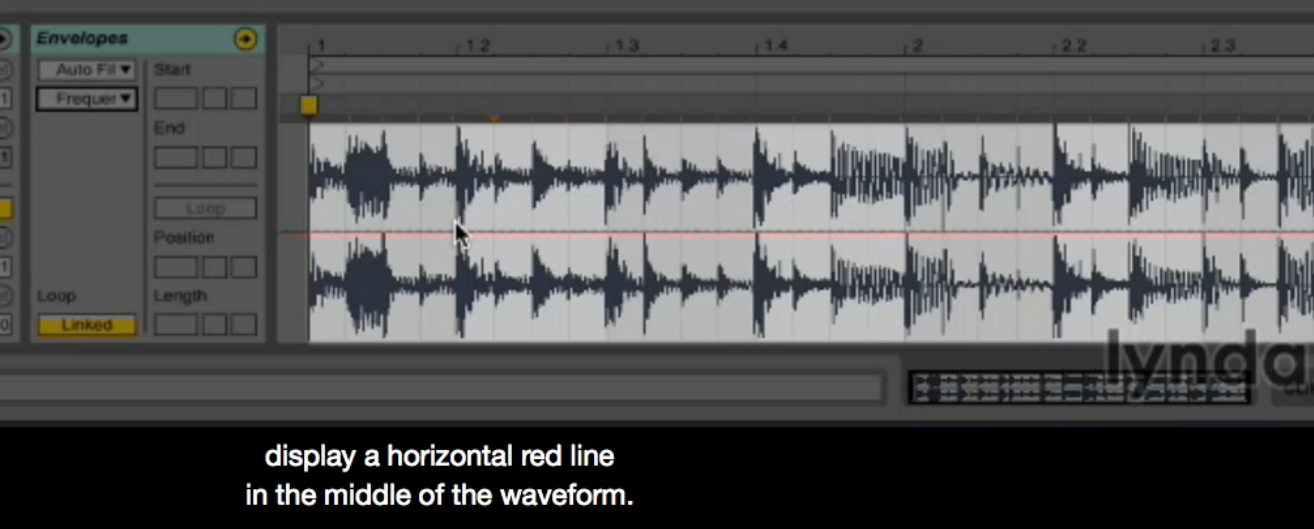 Envelopes
1 1.2 1.3 1.4 2 2.2 2.3
Auto Fil
Start
Frequer
End
Loop
Position
Loop
Length
Linked
lynda
display a horizontal red line
in the middle of the waveform.